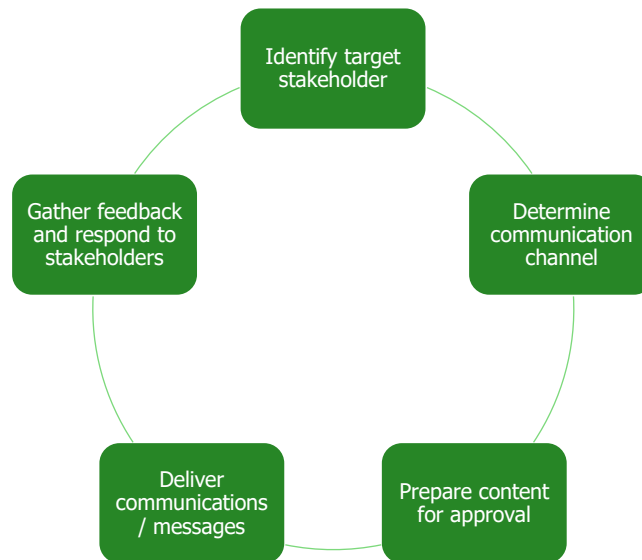 Identify target
stakeholder
Determine
communication
channel
Prepare content
for approval
Deliver
communications
/ messages
Gather feedback
and respond to
stakeholders